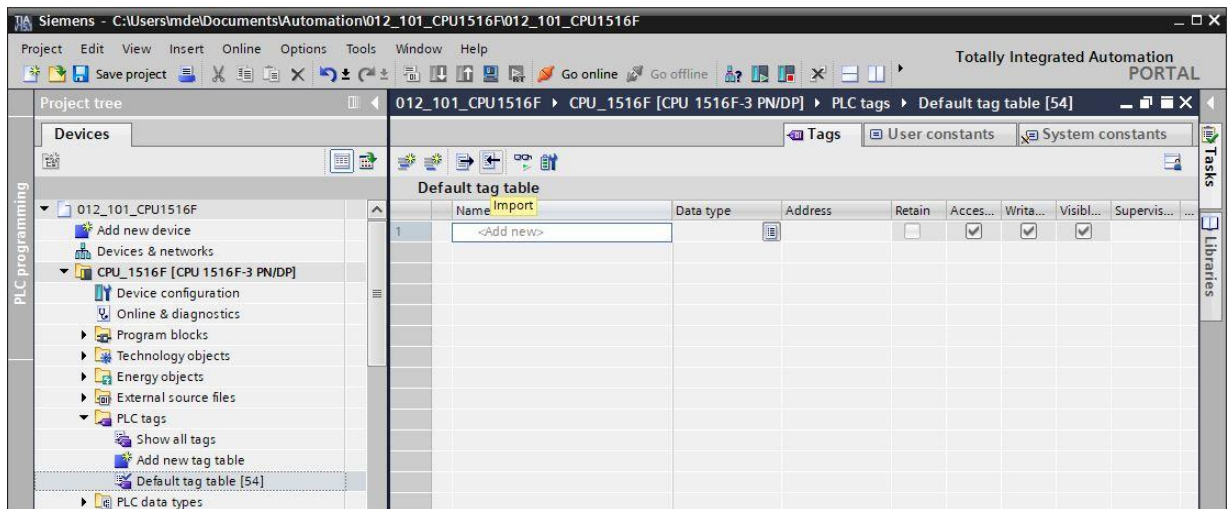 Siemens - C:\Users\mde\Documents\Automation\012_101_CPU1516F\012_101_CPU1516F
Project Edit View Insert Online Options Tools Window Help
Totally Integrated Automation
PORTAL
Save project Go online Go offline
Project tree
012_101_CPU1516F CPU_1516F [CPU 1516F-3 PN/DP] PLC tags Default tag table [54]
Devices
Tags User constants System constants
Default tag table
Import
Name Data type Address Retain Acces... Writa... Visibl... Supervis... ...
1 <Add new>
012_101_CPU1516F
Add new device
Devices & networks
CPU_1516F [CPU 1516F-3 PN/DP]
Device configuration
Online & diagnostics
Program blocks
Technology objects
Energy objects
External source files
PLC tags
Show all tags
Add new tag table
Default tag table [54]
PLC data types
PLC programming
Tasks
Libraries